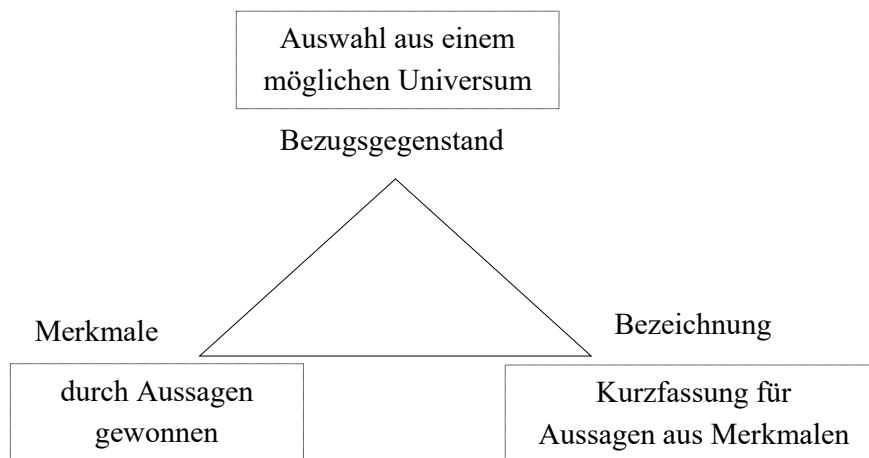 Auswahl aus einem
möglichen Universum
Bezugsgegenstand
Merkmale
Bezeichnung
durch Aussagen
gewonnen
Kurzfassung für
Aussagen aus Merkmalen